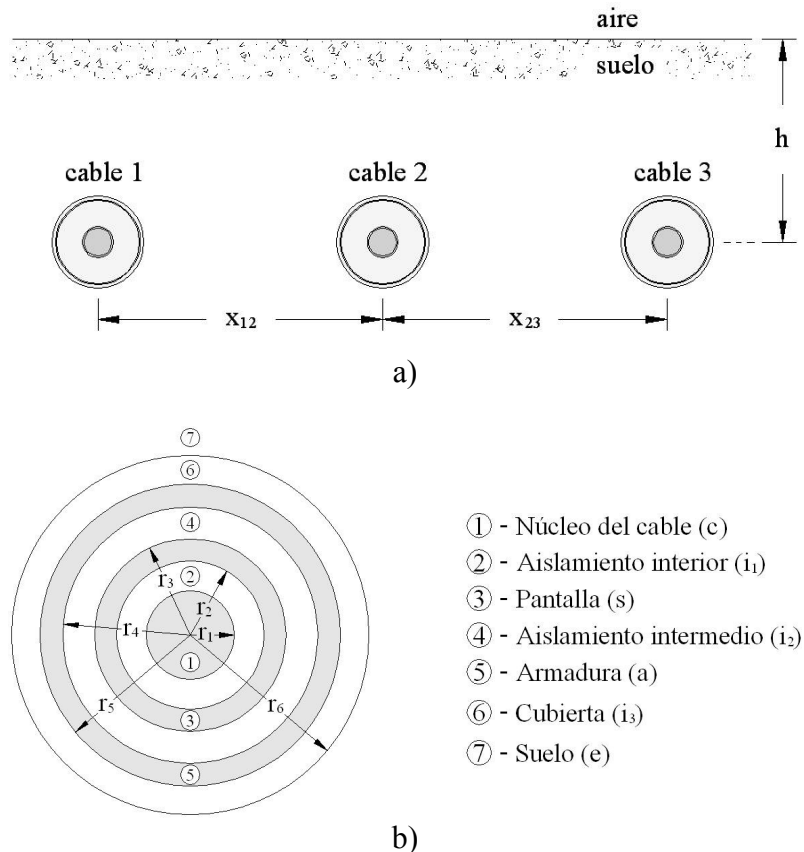 aire
suelo
h
cable 1 cable 2 cable 3
x₁₂ x₂₃
a)
⑦
⑥
④
r₃ ②
r₂
r₄ r₁
①
r₅ r₆
③
⑤
① - Núcleo del cable (c)
② - Aislamiento interior (i₁)
③ - Pantalla (s)
④ - Aislamiento intermedio (i₂)
⑤ - Armadura (a)
⑥ - Cubierta (i₃)
⑦ - Suelo (e)
b)